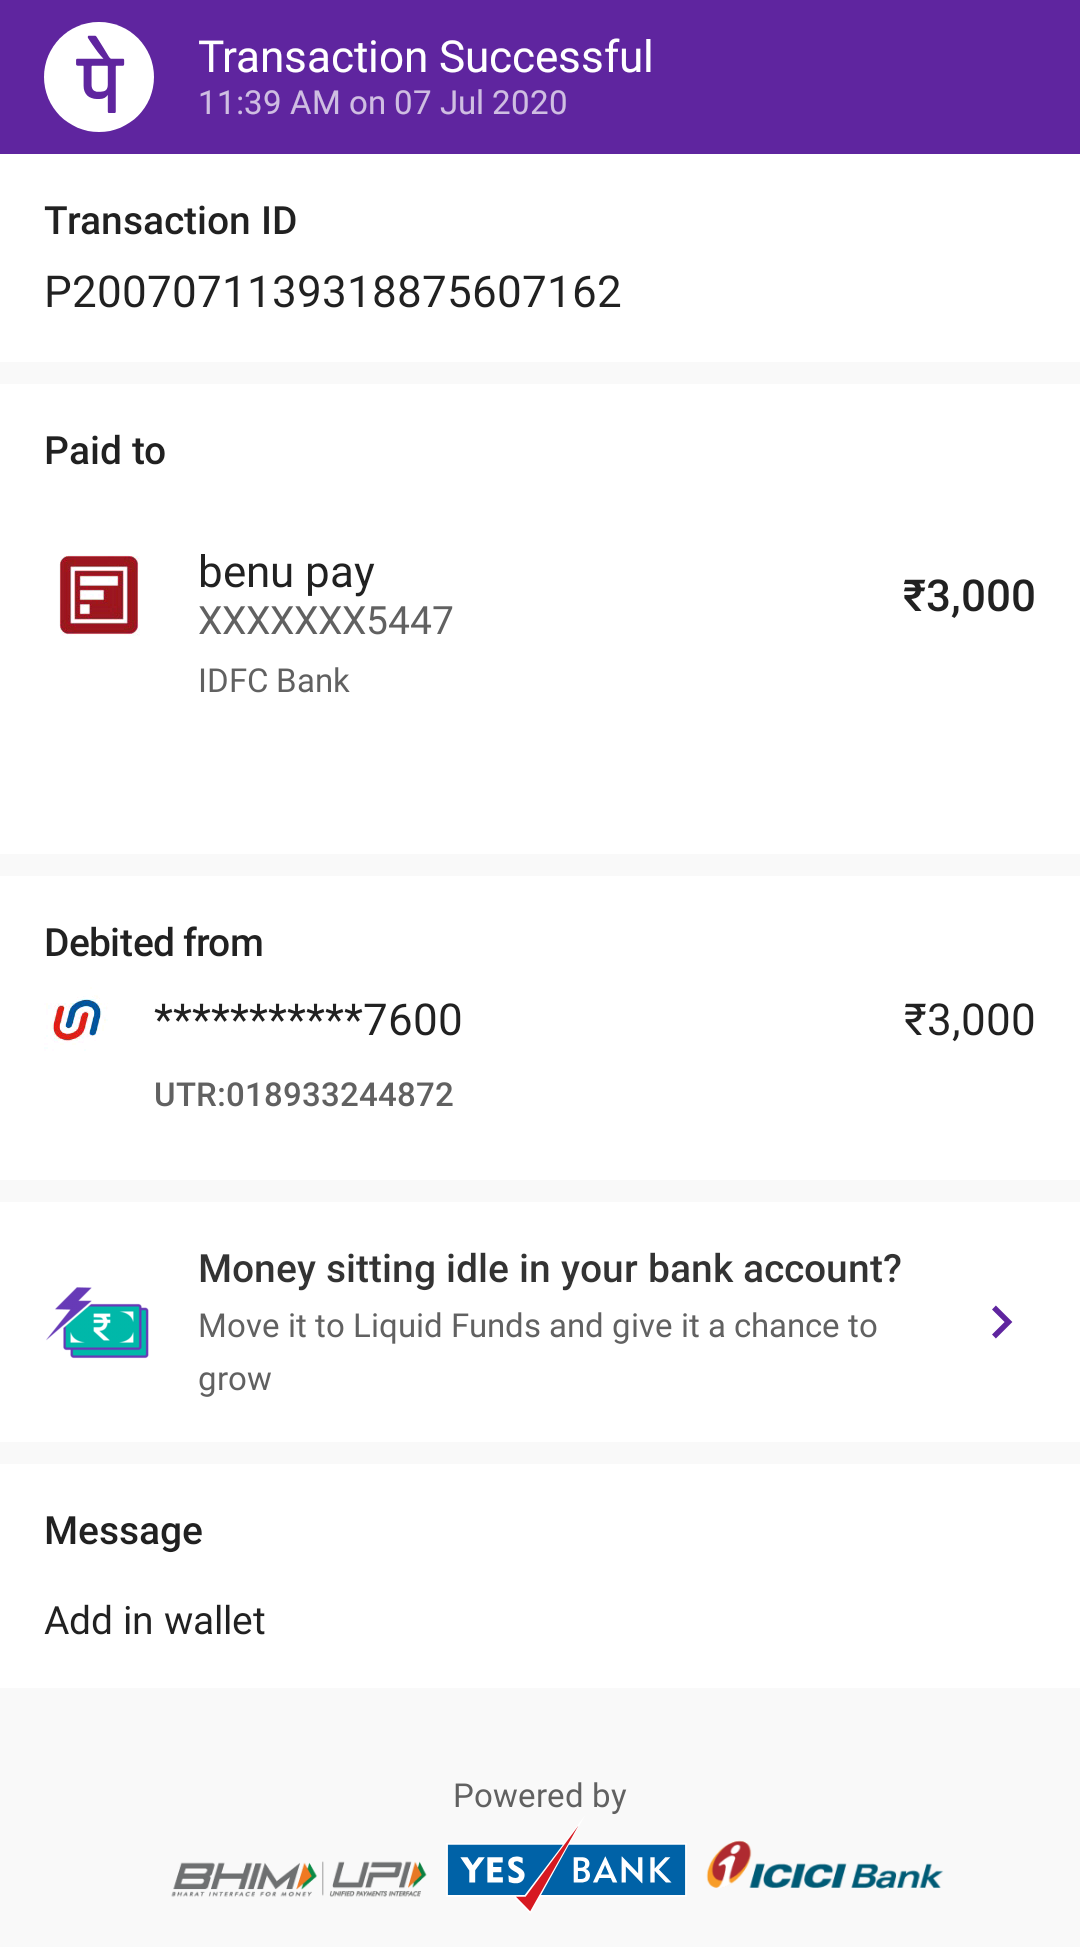 पे
Transaction Successful
11:39 AM on 07 Jul 2020
Transaction ID
P2007071139318875607162
Paid to
benu pay
₹3,000
XXXXXXX5447
IDFC Bank
Debited from
***********7600
₹3,000
UTR:018933244872
Money sitting idle in your bank account?
₹
Move it to Liquid Funds and give it a chance to
grow
Message
Add in wallet
Powered by
BHIM UPI YES BANK ICICI Bank
BHARAT INTERFACE FOR MONEY UNIFIED PAYMENTS INTERFACE